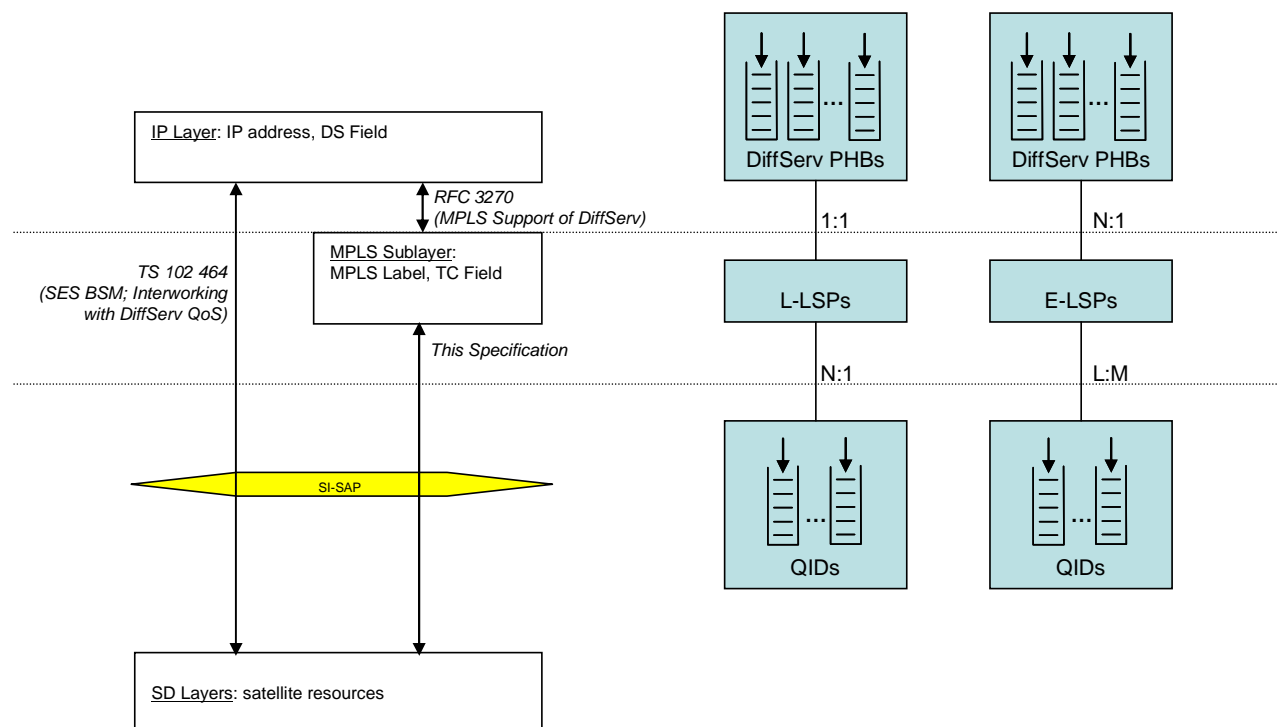 IP Layer: IP address, DS Field
RFC 3270
(MPLS Support of DiffServ)
MPLS Sublayer:
MPLS Label, TC Field
TS 102 464
(SES BSM; Interworking
with DiffServ QoS)
This Specification
SI-SAP
SD Layers: satellite resources
...
DiffServ PHBs
1:1
L-LSPs
N:1
...
QIDs
...
DiffServ PHBs
N:1
E-LSPs
L:M
...
QIDs